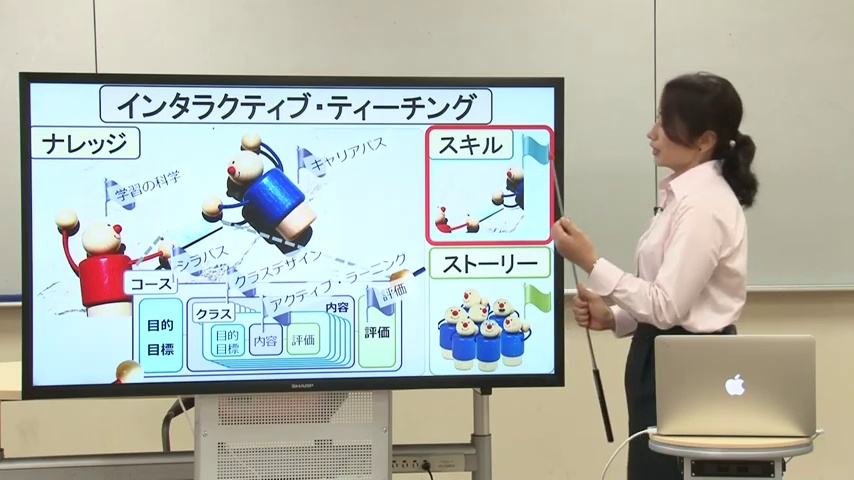 インタラクティブ・ティーチング
ナレッジ
スキル
学習の科学
キャリアパス
シラバス
クラスデザイン
アクティブ・ラーニング
評価
コース
目的
目標
クラス
内容
目的
目標
内容
評価
評価
ストーリー
SHARP